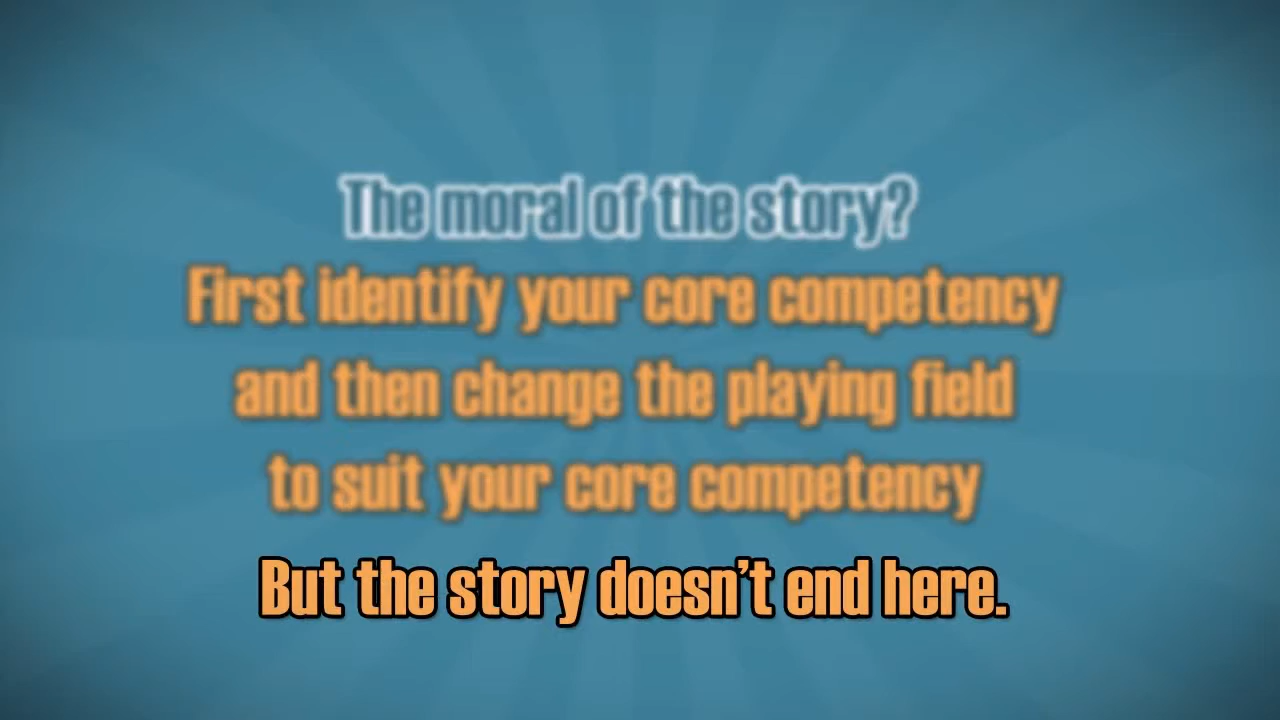 The moral of the story?
First identify your core competency
and then change the playing field
to suit your core competency
But the story doesn’t end here.